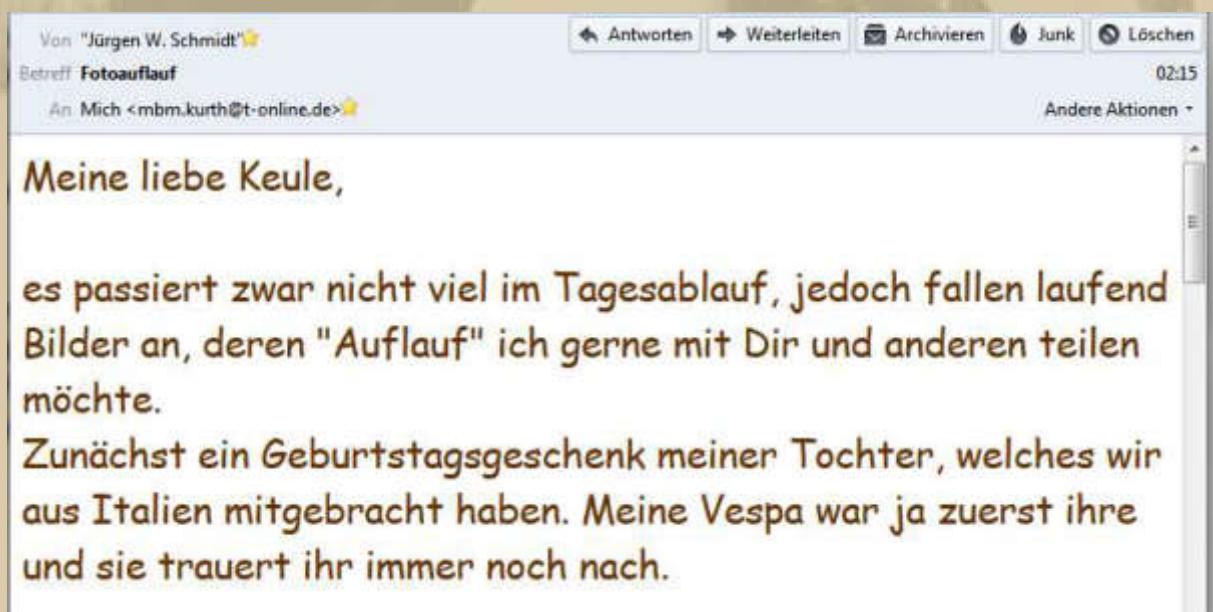 Von "Jürgen W. Schmidt"
Antworten Weiterleiten Archivieren Junk Löschen
Betreff Fotoauflauf 02:15
An Mich <mbm.kurth@t-online.de> Andere Aktionen
Meine liebe Keule,
es passiert zwar nicht viel im Tagesablauf, jedoch fallen laufend
Bilder an, deren "Auflauf" ich gerne mit Dir und anderen teilen
möchte.
Zunächst ein Geburtstagsgeschenk meiner Tochter, welches wir
aus Italien mitgebracht haben. Meine Vespa war ja zuerst ihre
und sie trauert ihr immer noch nach.